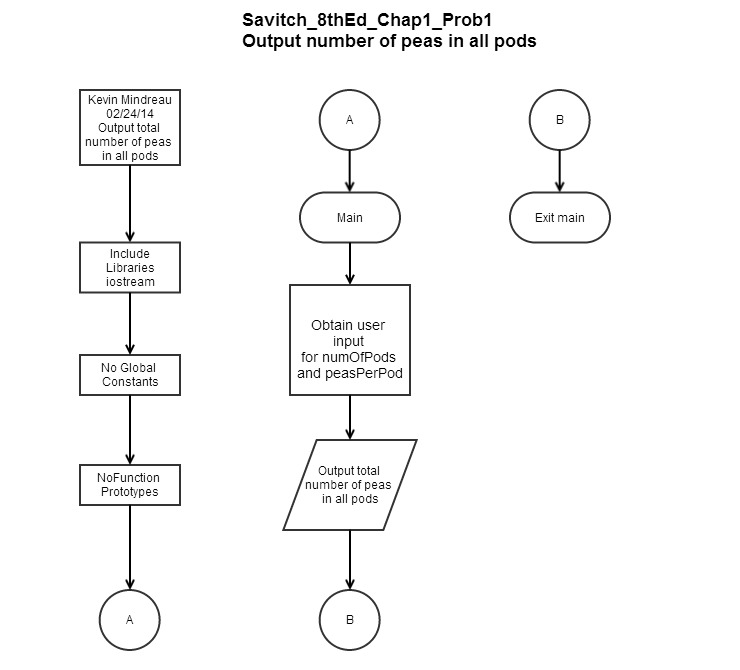 Savitch_8thEd_Chap1_Prob1
Output number of peas in all pods
Kevin Mindreau
02/24/14
Output total
number of peas
in all pods
Include
Libraries
iostream
No Global
Constants
NoFunction
Prototypes
A
A
Main
Obtain user
input
for numOfPods
and peasPerPod
Output total
number of peas
in all pods
B
B
Exit main